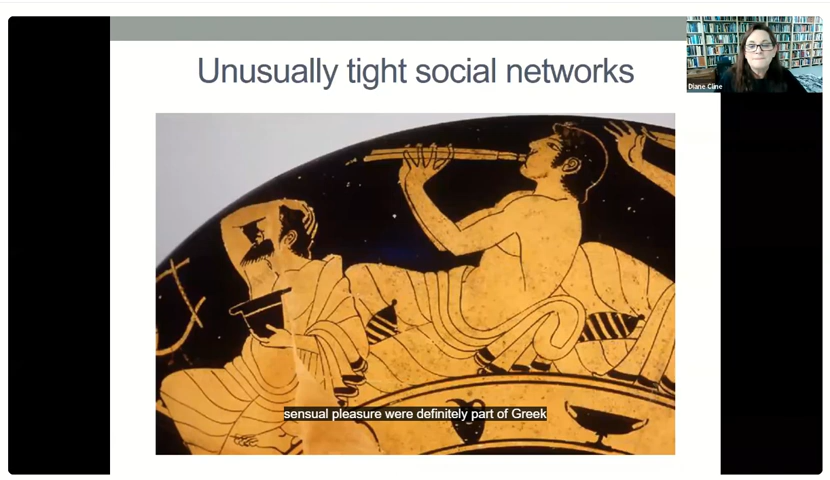 Unusually tight social networks
Diane Cline
sensual pleasure were definitely part of Greek